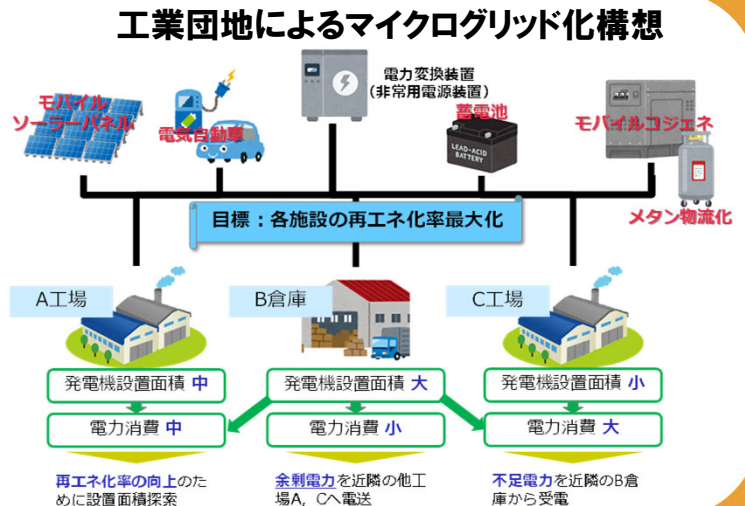 工業団地によるマイクログリッド化構想
モバイル
ソーラーパネル
電気自動車
電力変換装置
(非常用電源装置)
蓄電池
LEAD-ACID
BATTERY
モバイルコジェネ
メタン物流化
目標：各施設の再エネ化率最大化
A工場
B倉庫
C工場
発電機設置面積 中
発電機設置面積 大
発電機設置面積 小
電力消費 中
電力消費 小
電力消費 大
再エネ化率の向上のた
めに設置面積探索
余剰電力を近隣の他工
場A, Cへ電送
不足電力を近隣のB倉
庫から受電